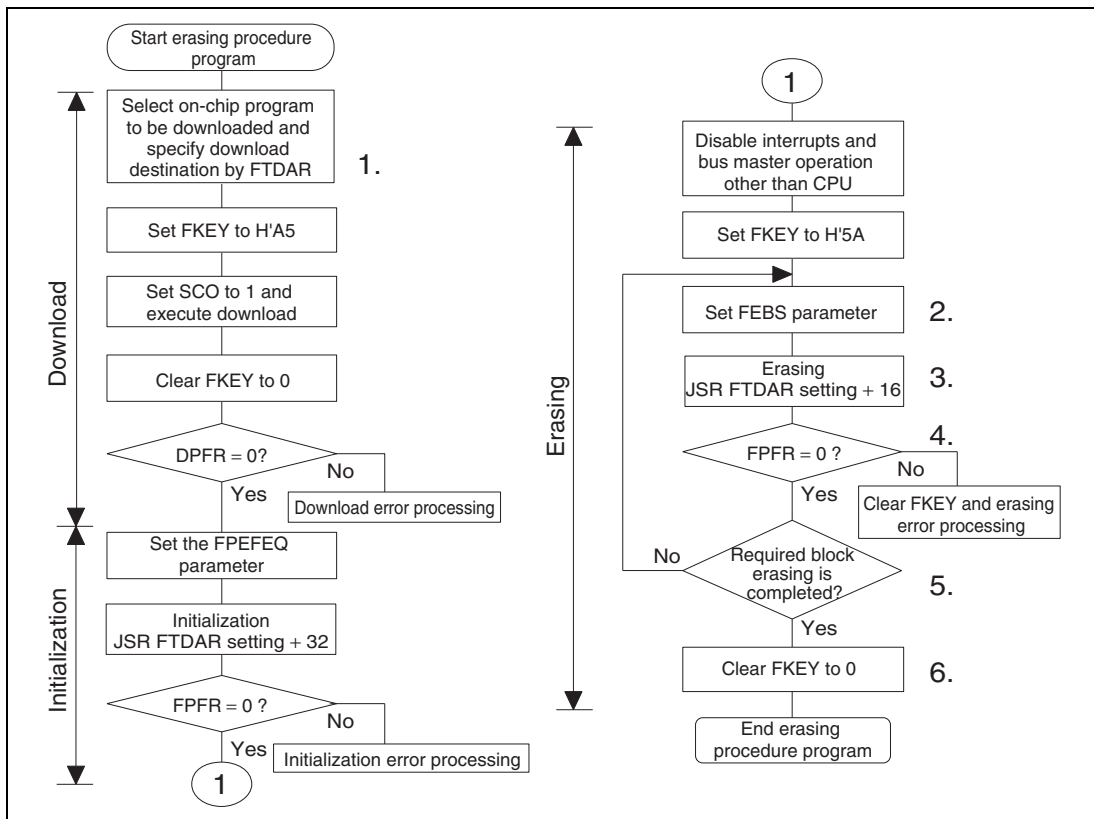 Start erasing procedure
program
Download
Select on-chip program
to be downloaded and
specify download
destination by FTDAR
1.
Set FKEY to H'A5
Set SCO to 1 and
execute download
Clear FKEY to 0
DPFR = 0?
No
Yes
Download error processing
Initialization
Set the FPEFEQ
parameter
Initialization
JSR FTDAR setting + 32
FPFR = 0 ?
No
Yes
Initialization error processing
1
1
Erasing
Disable interrupts and
bus master operation
other than CPU
Set FKEY to H'5A
Set FEBS parameter
2.
Erasing
JSR FTDAR setting + 16
3.
4.
FPFR = 0 ?
No
Yes
Clear FKEY and erasing
error processing
No
Required block
erasing is
completed?
5.
Yes
Clear FKEY to 0
6.
End erasing
procedure program